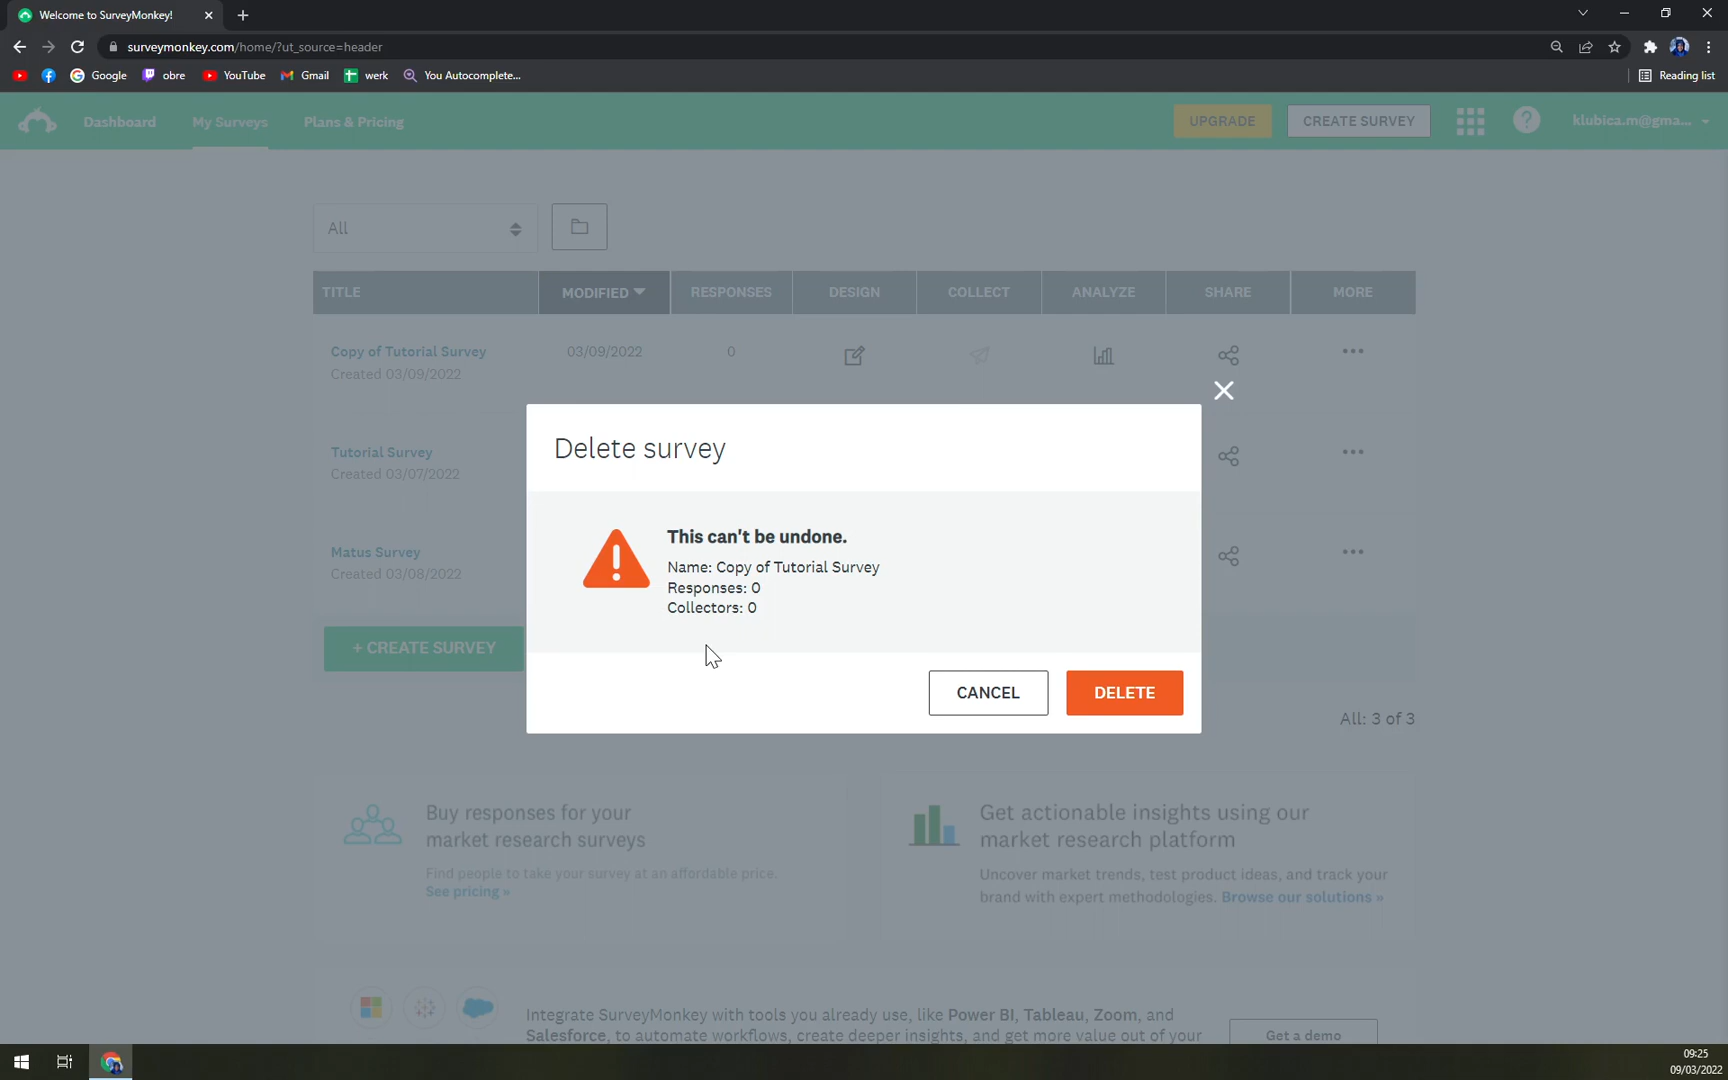 Welcome to SurveyMonkey!
surveymonkey.com/home/?ut_source=header
Google
obre
YouTube
Gmail
werk
You Autocomplete...
Reading list
Dashboard
My Surveys
Plans & Pricing
UPGRADE
CREATE SURVEY
?
klubica.m@gma...
All
TITLE
MODIFIED
RESPONSES
DESIGN
COLLECT
ANALYZE
SHARE
MORE
Copy of Tutorial Survey
03/09/2022
0
Created 03/09/2022
Tutorial Survey
Created 03/07/2022
Matus Survey
Created 03/08/2022
Delete survey
This can't be undone.
Name: Copy of Tutorial Survey
Responses: 0
Collectors: 0
CANCEL
DELETE
+ CREATE SURVEY
All: 3 of 3
Buy responses for your
market research surveys
Find people to take your survey at an affordable price.
See pricing »
Get actionable insights using our
market research platform
Uncover market trends, test product ideas, and track your
brand with expert methodologies. Browse our solutions »
Integrate SurveyMonkey with tools you already use, like Power BI, Tableau, Zoom, and
Salesforce, to automate workflows, create deeper insights, and get more value out of your
Get a demo
09:25
09/03/2022